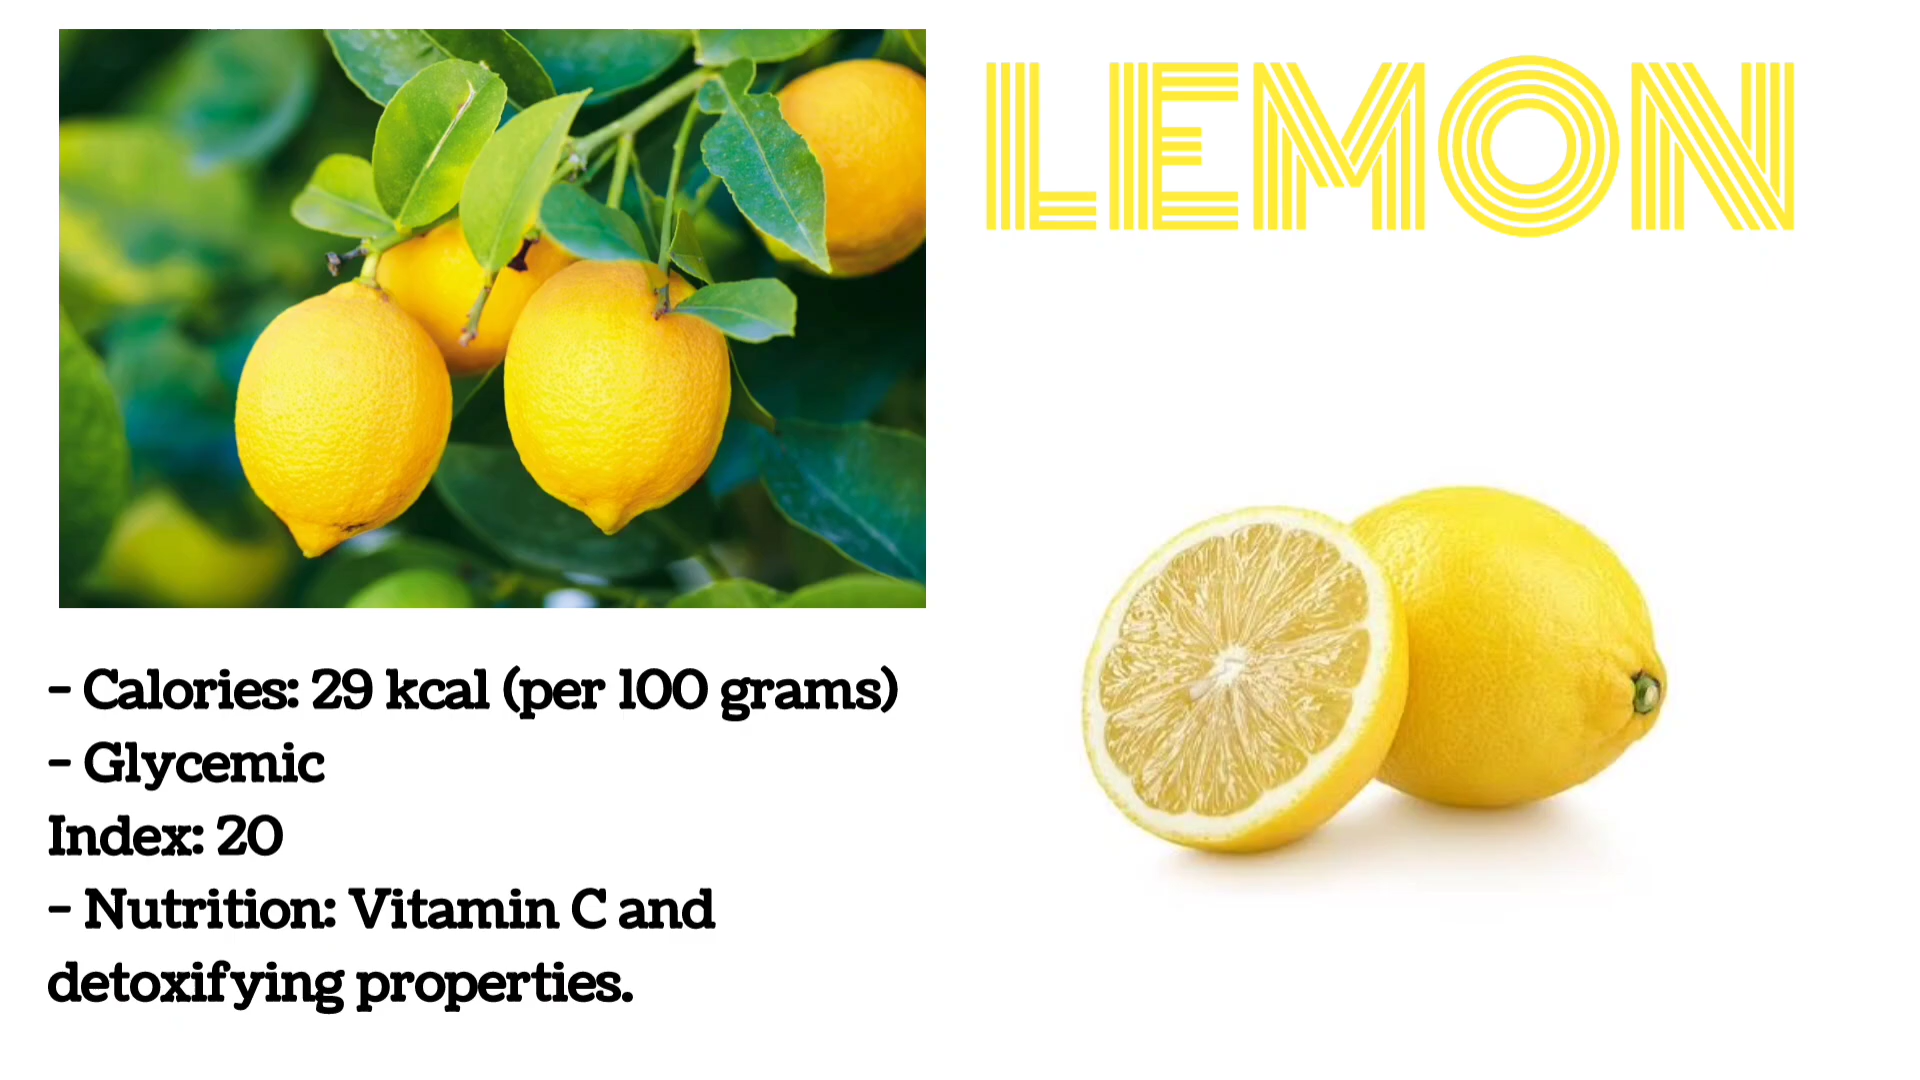 LEMON
- Calories: 29 kcal (per 100 grams)
- Glycemic
Index: 20
- Nutrition: Vitamin C and
detoxifying properties.